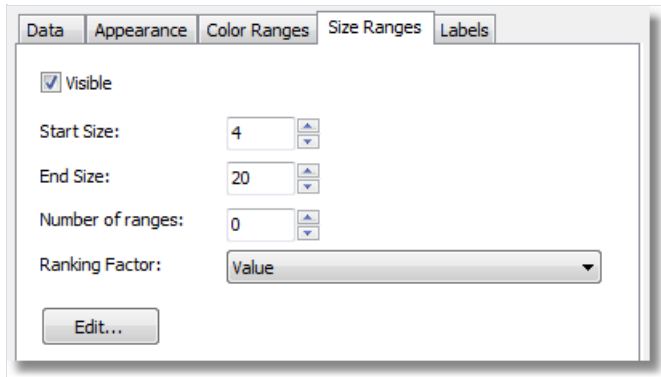 Data Appearance Color Ranges Size Ranges Labels
Visible
Start Size: 4
End Size: 20
Number of ranges: 0
Ranking Factor: Value
Edit...